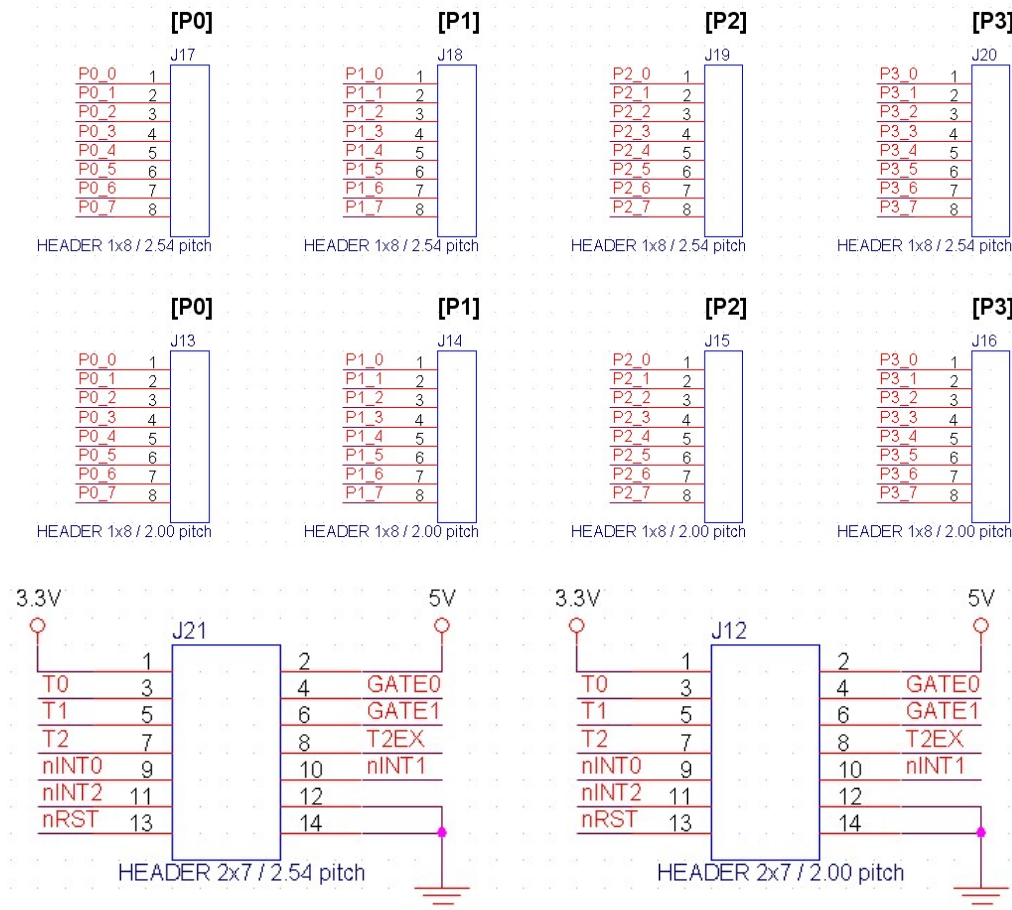 [P0] [P1] [P2] [P3]
J17 J18 J19 J20
P0_0 1 P1_0 1 P2_0 1 P3_0 1
P0_1 2 P1_1 2 P2_1 2 P3_1 2
P0_2 3 P1_2 3 P2_2 3 P3_2 3
P0_3 4 P1_3 4 P2_3 4 P3_3 4
P0_4 5 P1_4 5 P2_4 5 P3_4 5
P0_5 6 P1_5 6 P2_5 6 P3_5 6
P0_6 7 P1_6 7 P2_6 7 P3_6 7
P0_7 8 P1_7 8 P2_7 8 P3_7 8
HEADER 1x8 / 2.54 pitch HEADER 1x8 / 2.54 pitch HEADER 1x8 / 2.54 pitch HEADER 1x8 / 2.54 pitch
[P0] [P1] [P2] [P3]
J13 J14 J15 J16
P0_0 1 P1_0 1 P2_0 1 P3_0 1
P0_1 2 P1_1 2 P2_1 2 P3_1 2
P0_2 3 P1_2 3 P2_2 3 P3_2 3
P0_3 4 P1_3 4 P2_3 4 P3_3 4
P0_4 5 P1_4 5 P2_4 5 P3_4 5
P0_5 6 P1_5 6 P2_5 6 P3_5 6
P0_6 7 P1_6 7 P2_6 7 P3_6 7
P0_7 8 P1_7 8 P2_7 8 P3_7 8
HEADER 1x8 / 2.00 pitch HEADER 1x8 / 2.00 pitch HEADER 1x8 / 2.00 pitch HEADER 1x8 / 2.00 pitch
3.3V 5V 3.3V 5V
J21 J12
1 2 1 2
T0 3 4 GATE0 T0 3 4 GATE0
T1 5 6 GATE1 T1 5 6 GATE1
T2 7 8 T2EX T2 7 8 T2EX
nINT0 9 10 nINT1 nINT0 9 10 nINT1
nINT2 11 12 nINT2 11 12
nRST 13 14 nRST 13 14
HEADER 2x7 / 2.54 pitch HEADER 2x7 / 2.00 pitch